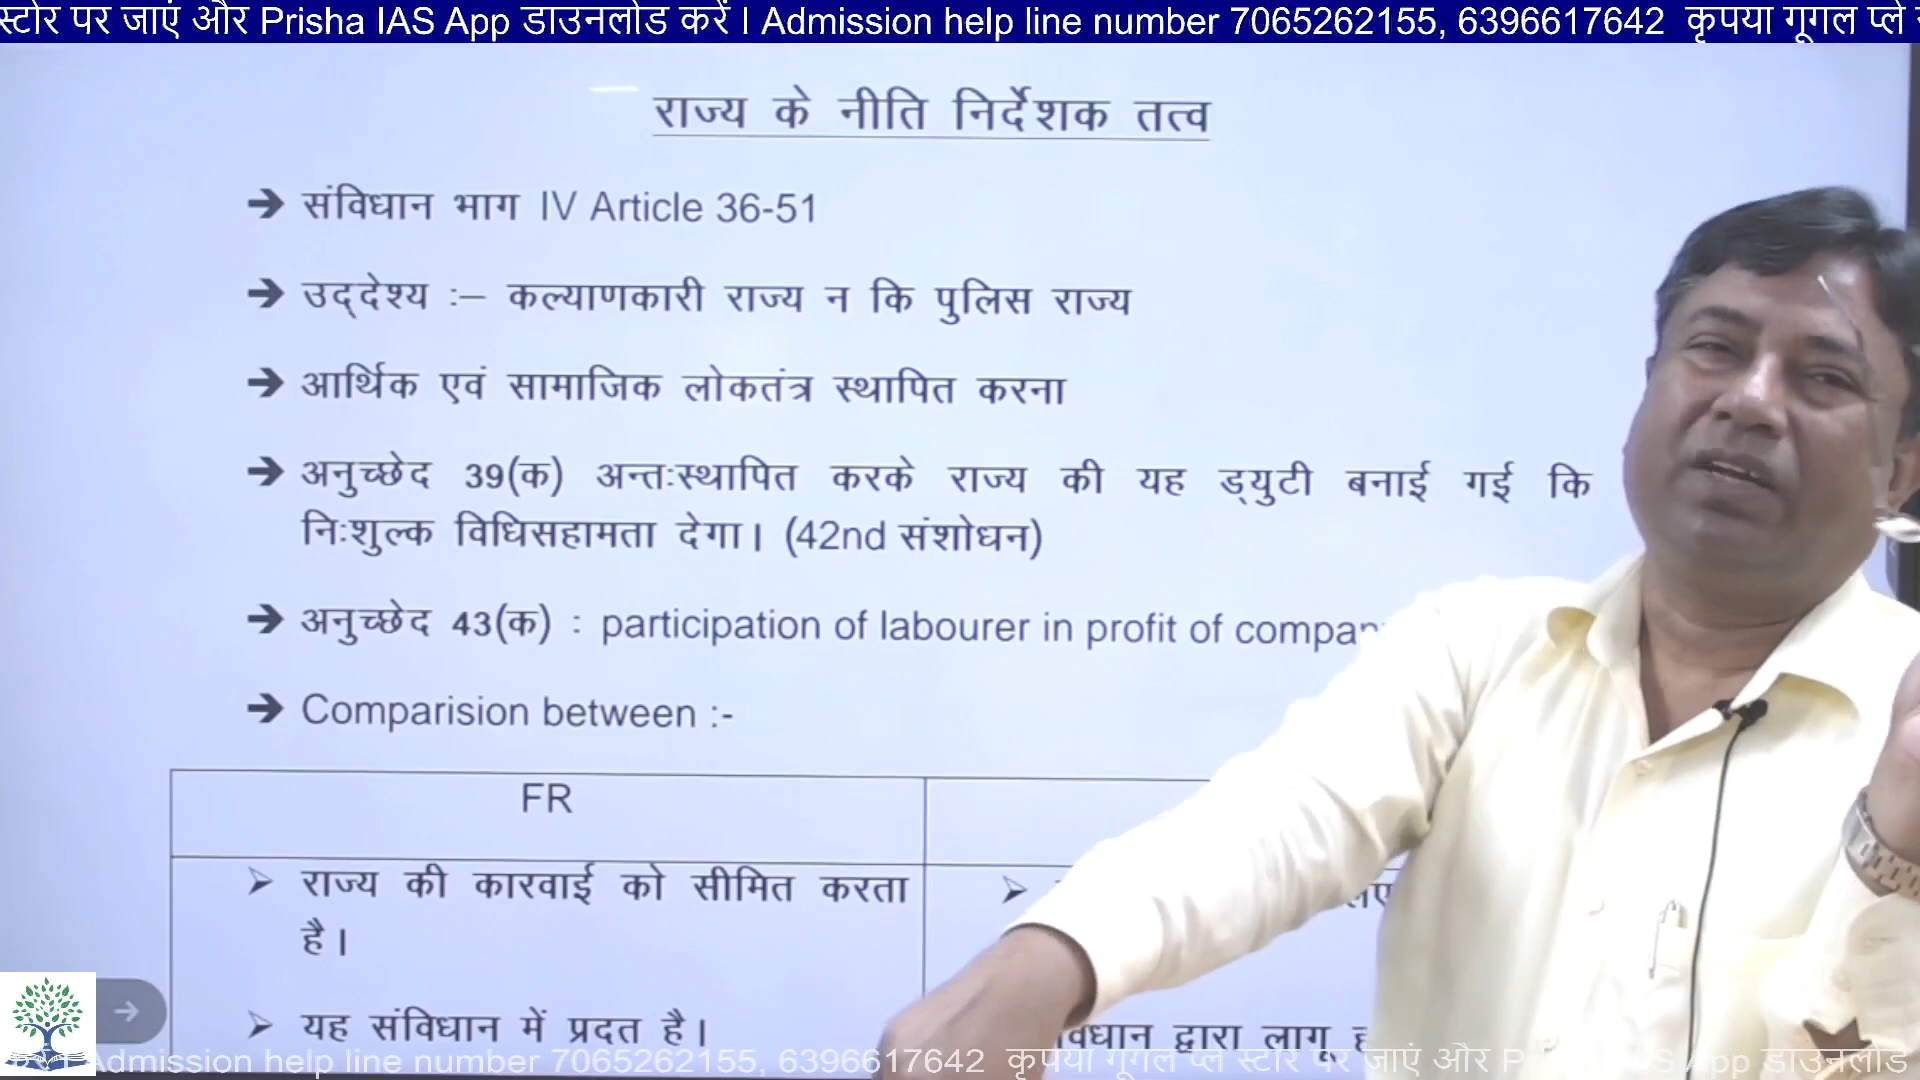 स्टोर पर जाएं और Prisha IAS App डाउनलोड करें । Admission help line number 7065262155, 6396617642 कृपया गूगल प्ले
राज्य के नीति निर्देशक तत्व
➔ संविधान भाग IV Article 36-51
➔ उद्देश्य :– कल्याणकारी राज्य न कि पुलिस राज्य
➔ आर्थिक एवं सामाजिक लोकतंत्र स्थापित करना
➔ अनुच्छेद 39(क) अन्तःस्थापित करके राज्य की यह ड्युटी बनाई गई कि
निःशुल्क विधिसहामता देगा। (42nd संशोधन)
➔ अनुच्छेद 43(क) : participation of labourer in profit of
➔ Comparision between :-
FR
➢ राज्य की कारवाई को सीमित करता
है।
➢ यह संविधान में प्रदत है।
द्वारा लागू
Admission help line number 7065262155, 6396617642 कृपया गूगल प्ले स्टोर पर जाएं और App डाउनलोड